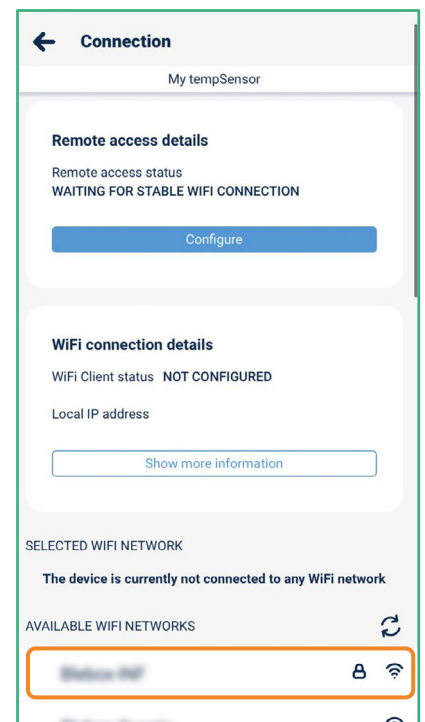 Connection
My tempSensor
Remote access details
Remote access status
WAITING FOR STABLE WIFI CONNECTION
Configure
WiFi connection details
WiFi Client status NOT CONFIGURED
Local IP address
Show more information
SELECTED WIFI NETWORK
The device is currently not connected to any WiFi network
AVAILABLE WIFI NETWORKS